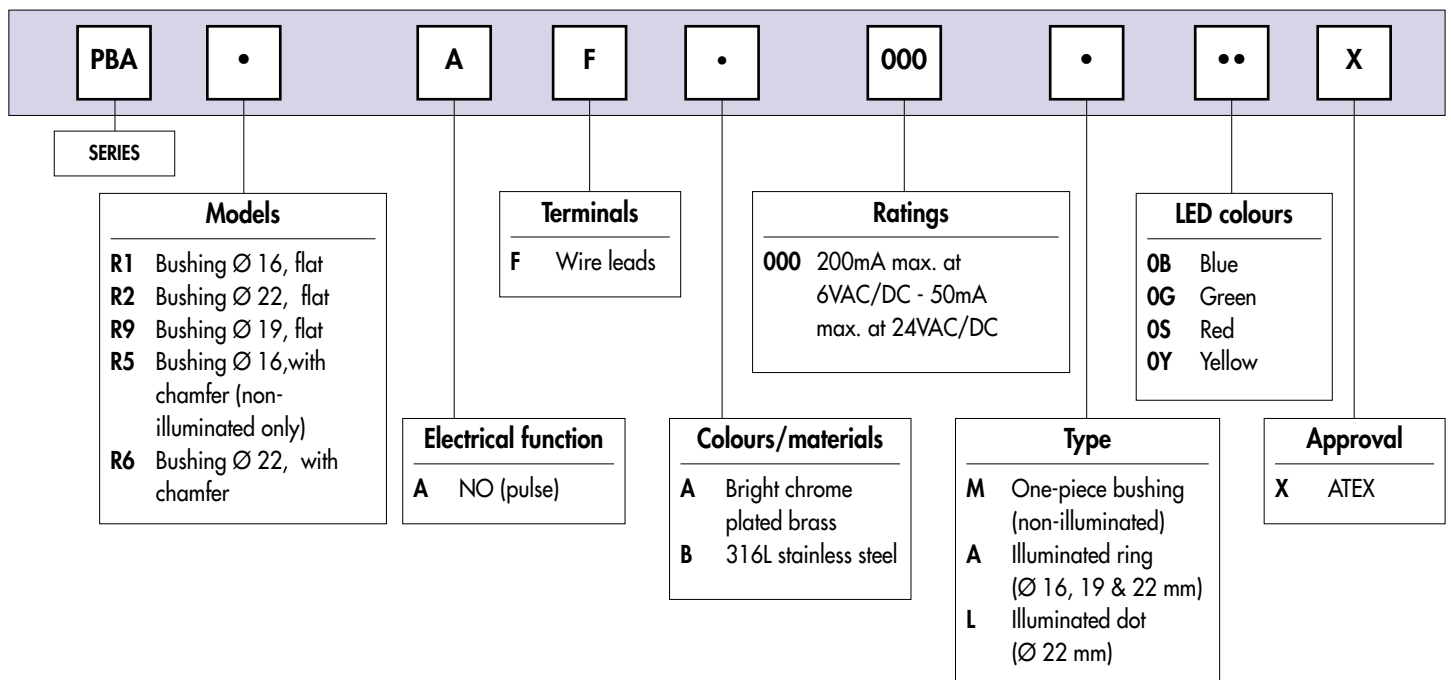 PBA • A F • 000 • •• X
SERIES
Models
R1 Bushing Ø 16, flat
R2 Bushing Ø 22, flat
R9 Bushing Ø 19, flat
R5 Bushing Ø 16,with
chamfer (non-
illuminated only)
R6 Bushing Ø 22, with
chamfer
Electrical function
A NO (pulse)
Terminals
F Wire leads
Colours/materials
A Bright chrome
plated brass
B 316L stainless steel
Ratings
000 200mA max. at
6VAC/DC - 50mA
max. at 24VAC/DC
Type
M One-piece bushing
(non-illuminated)
A Illuminated ring
(Ø 16, 19 & 22 mm)
L Illuminated dot
(Ø 22 mm)
LED colours
0B Blue
0G Green
0S Red
0Y Yellow
Approval
X ATEX